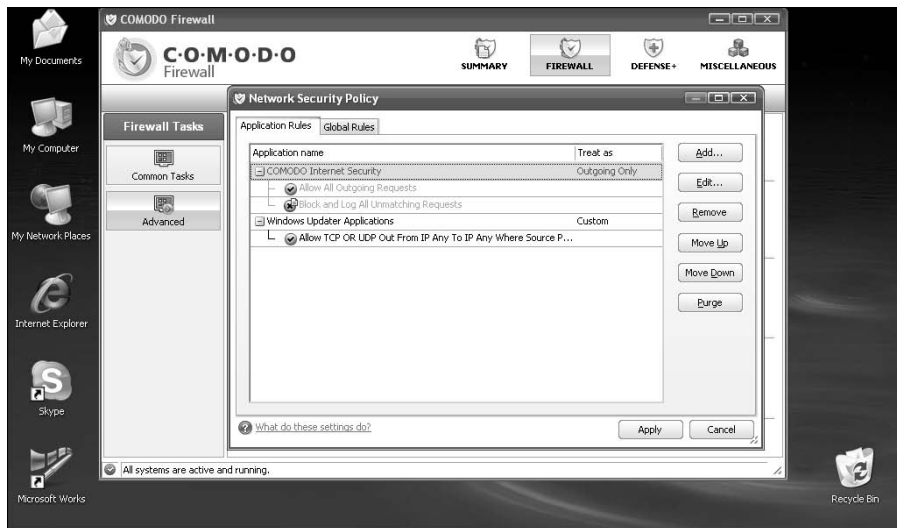 My Documents
My Computer
My Network Places
Internet Explorer
Skype
Microsoft Works
COMODO Firewall
C·O·M·O·D·O
Firewall
SUMMARY
FIREWALL
DEFENSE+
MISCELLANEOUS
Firewall Tasks
Common Tasks
Advanced
Network Security Policy
Application Rules
Global Rules
Application name Treat as
COMODO Internet Security Outgoing Only
Allow All Outgoing Requests
Block and Log All Unmatching Requests
Windows Updater Applications Custom
Allow TCP OR UDP Out From IP Any To IP Any Where Source P...
Add...
Edit...
Remove
Move Up
Move Down
Purge
What do these settings do?
Apply
Cancel
All systems are active and running.
Recycle Bin